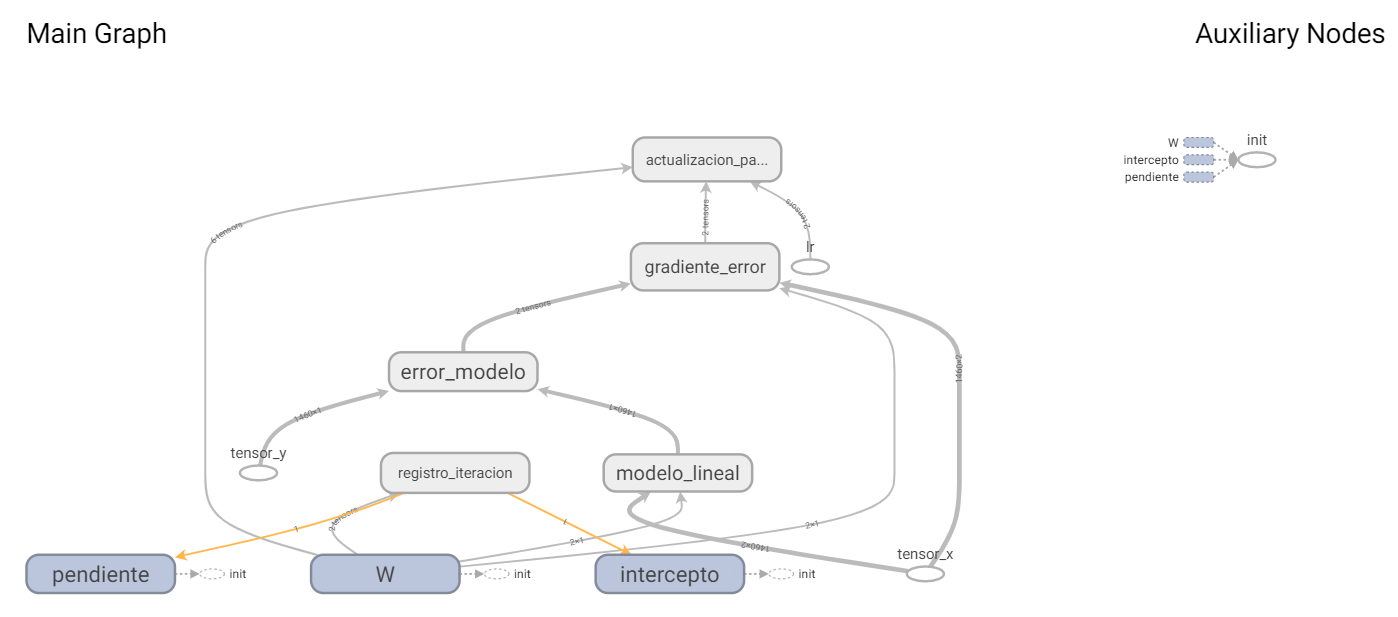 Main Graph
Auxiliary Nodes
actualizacion_pa...
W
init
intercepto
pendiente
6 tensors
2 tensors
2 tensors
lr
gradiente_error
2 tensors
1460×2
error_modelo
1460×1
1460×1
tensor_y
registro_iteracion
modelo_lineal
2 tensors
1
2×1
2×1
1460×2
tensor_x
pendiente
init
W
init
intercepto
init